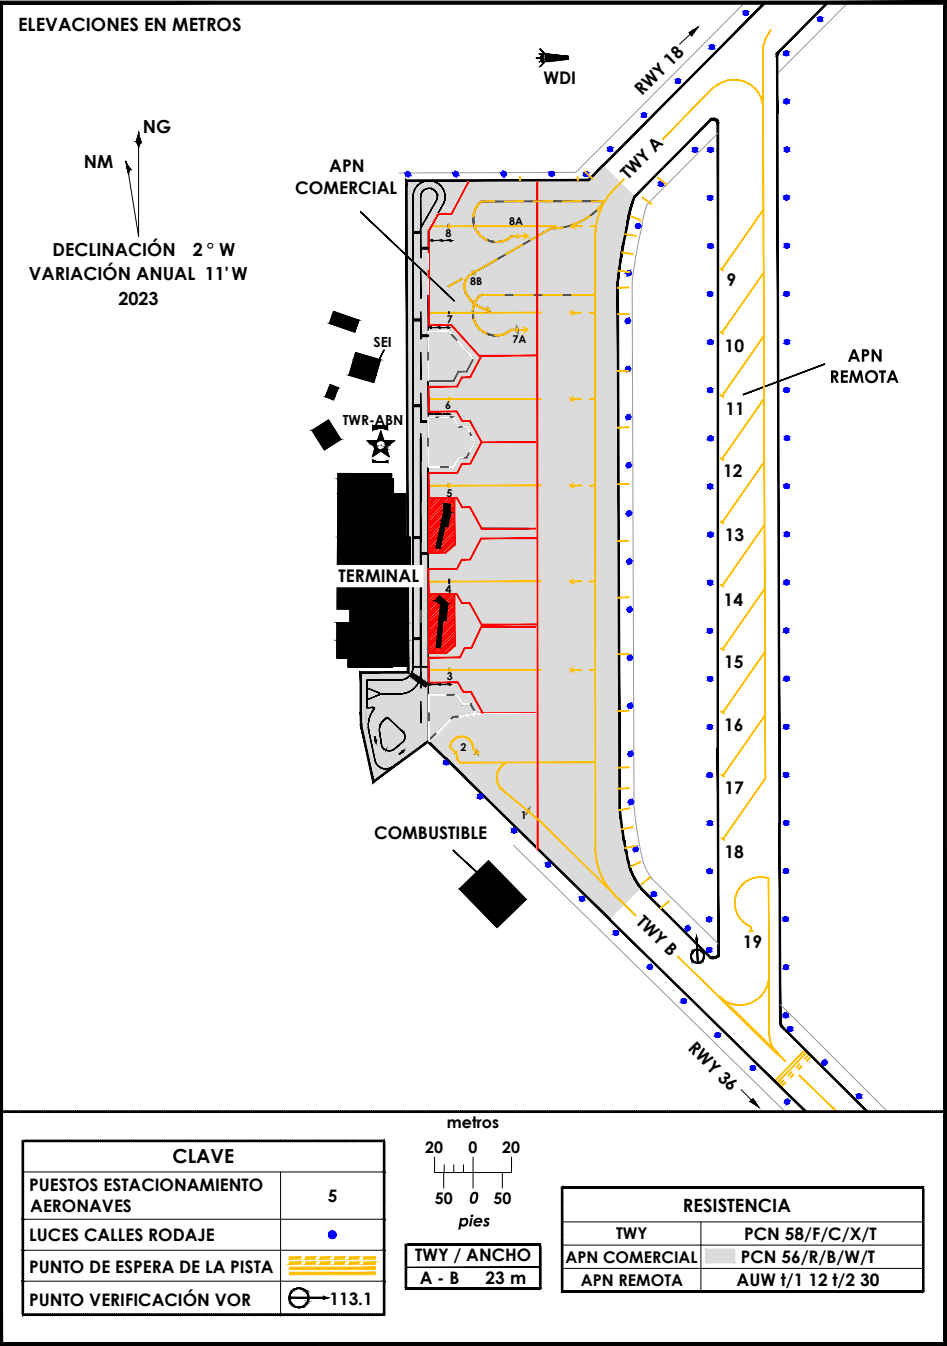 ELEVACIONES EN METROS
RWY 18
WDI
NG
NM
APN
COMERCIAL
TWY A
DECLINACIÓN 2° W
VARIACIÓN ANUAL 11' W
2023
8A
8
8B
9
7
7A
10
SEI
APN
REMOTA
6
11
TWR-ABN
12
5
13
TERMINAL
4
14
15
3
16
2
17
1
18
COMBUSTIBLE
TWY B
19
RWY 36
metros
20 0 20
50 0 50
pies
CLAVE
PUESTOS ESTACIONAMIENTO
AERONAVES
5
LUCES CALLES RODAJE
PUNTO DE ESPERA DE LA PISTA
PUNTO VERIFICACIÓN VOR
113.1
TWY / ANCHO
A - B 23 m
RESISTENCIA
TWY PCN 58/F/C/X/T
APN COMERCIAL PCN 56/R/B/W/T
APN REMOTA AUW t/1 12 t/2 30